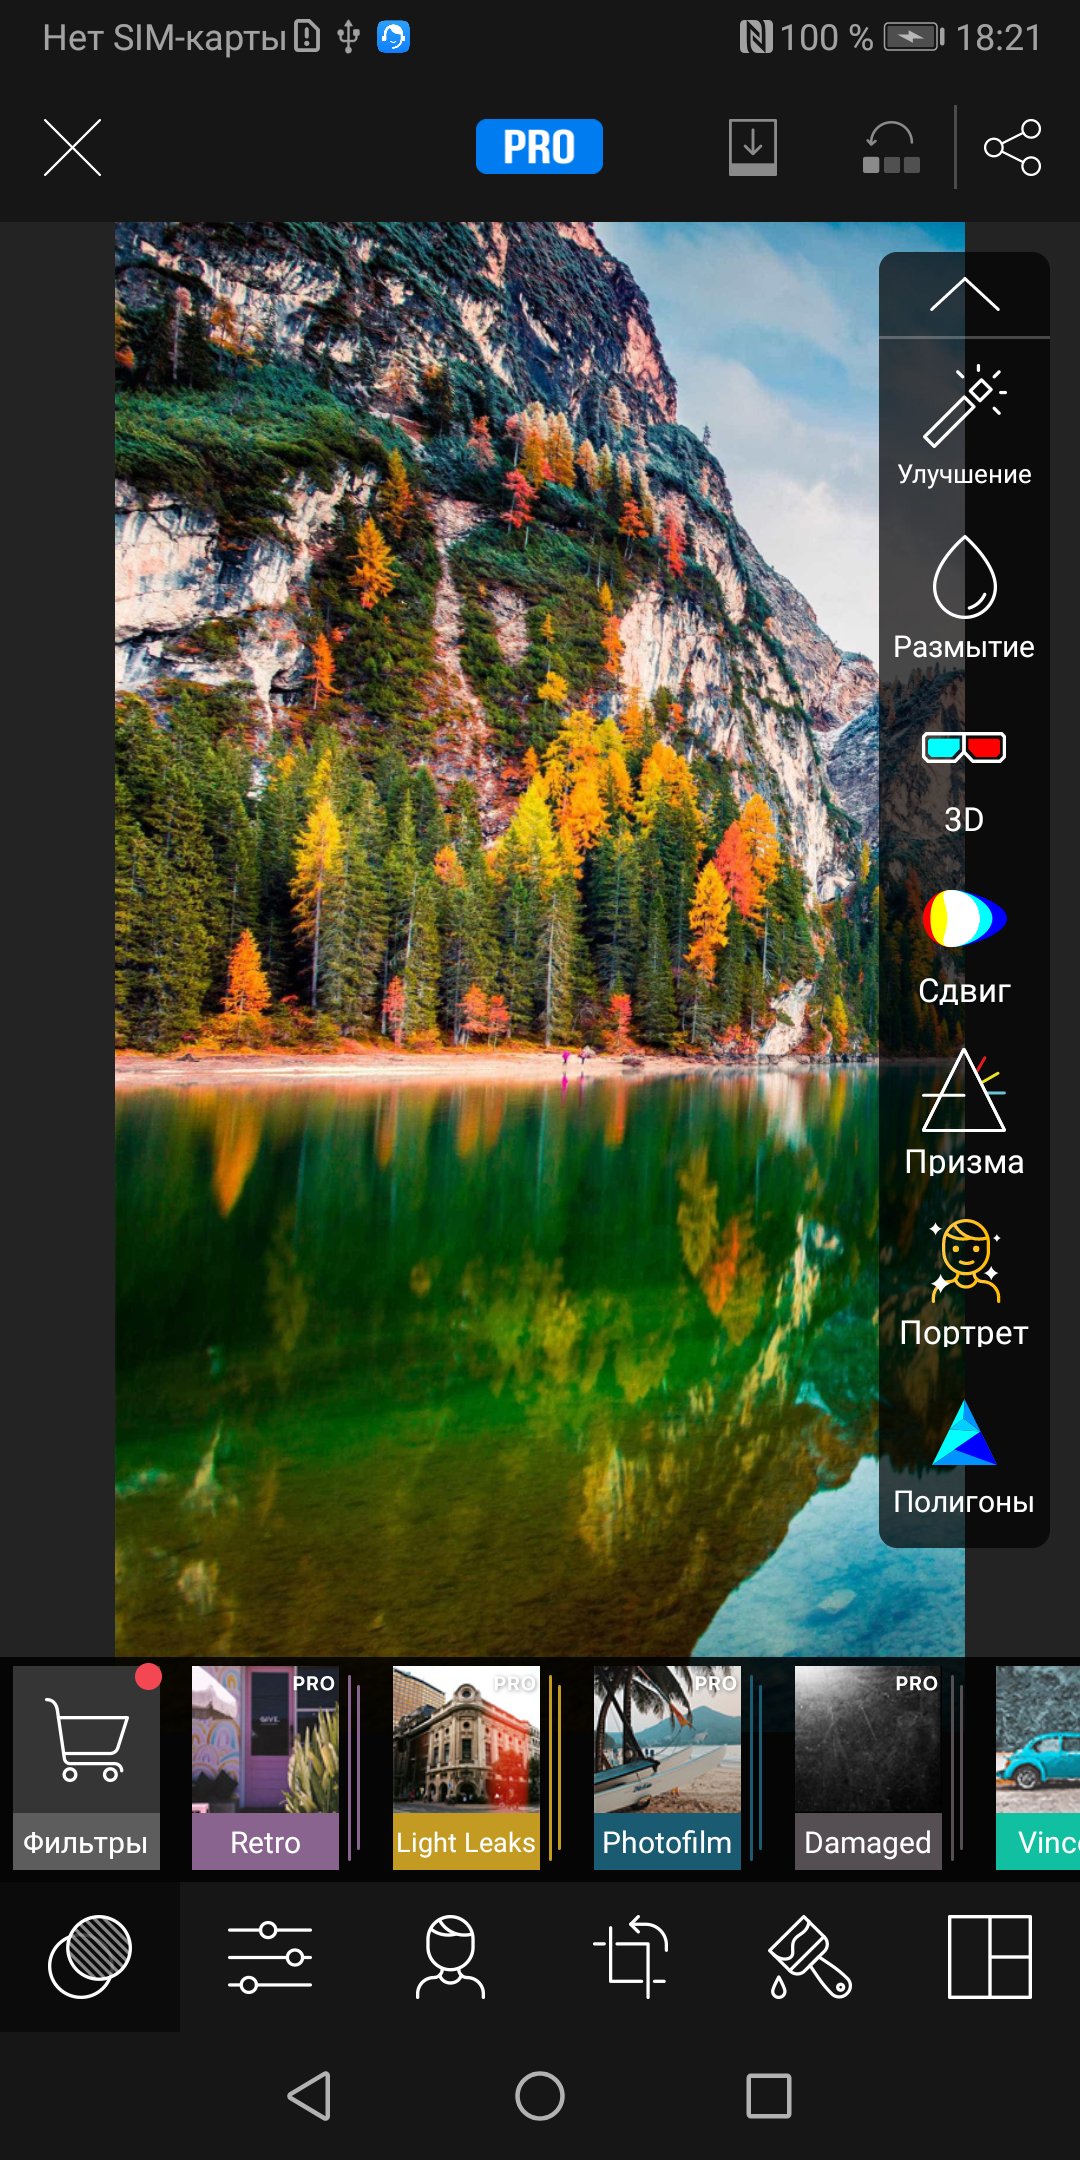 Нет SIM-карты 100 % 18:21
PRO
Улучшение
Размытие
3D
Сдвиг
Призма
Портрет
Полигоны
PRO PRO PRO PRO
Фильтры Retro Light Leaks Photofilm Damaged